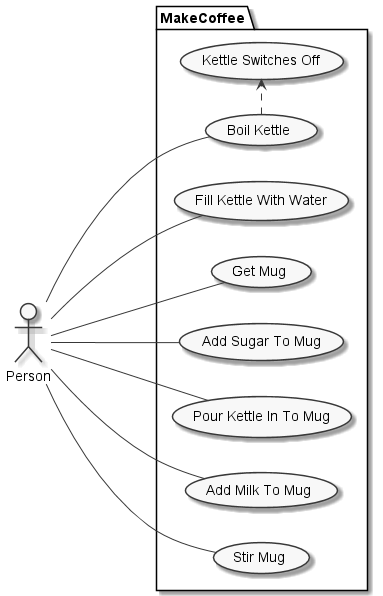 MakeCoffee
Kettle Switches Off
Boil Kettle
Fill Kettle With Water
Get Mug
Add Sugar To Mug
Person
Pour Kettle In To Mug
Add Milk To Mug
Stir Mug